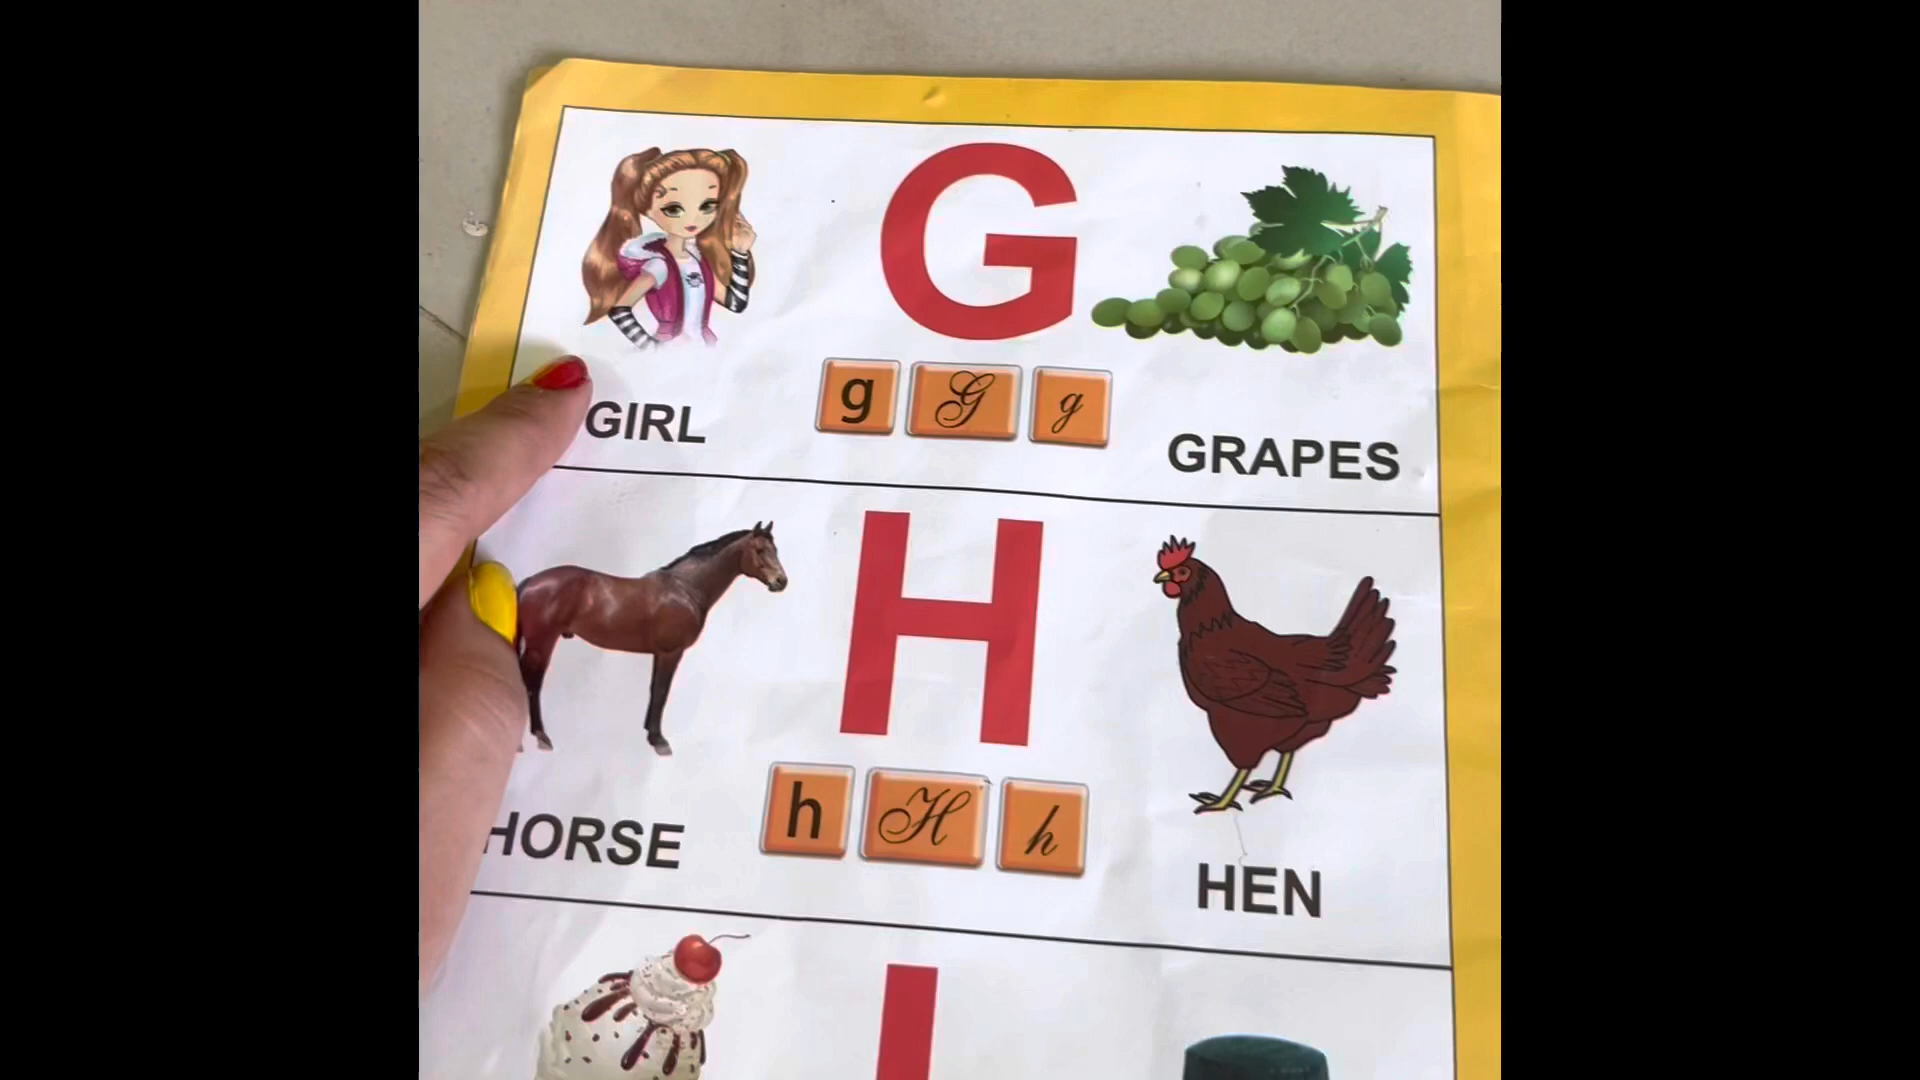 G
g G g
GIRL
GRAPES
H
h H h
HORSE
HEN
I